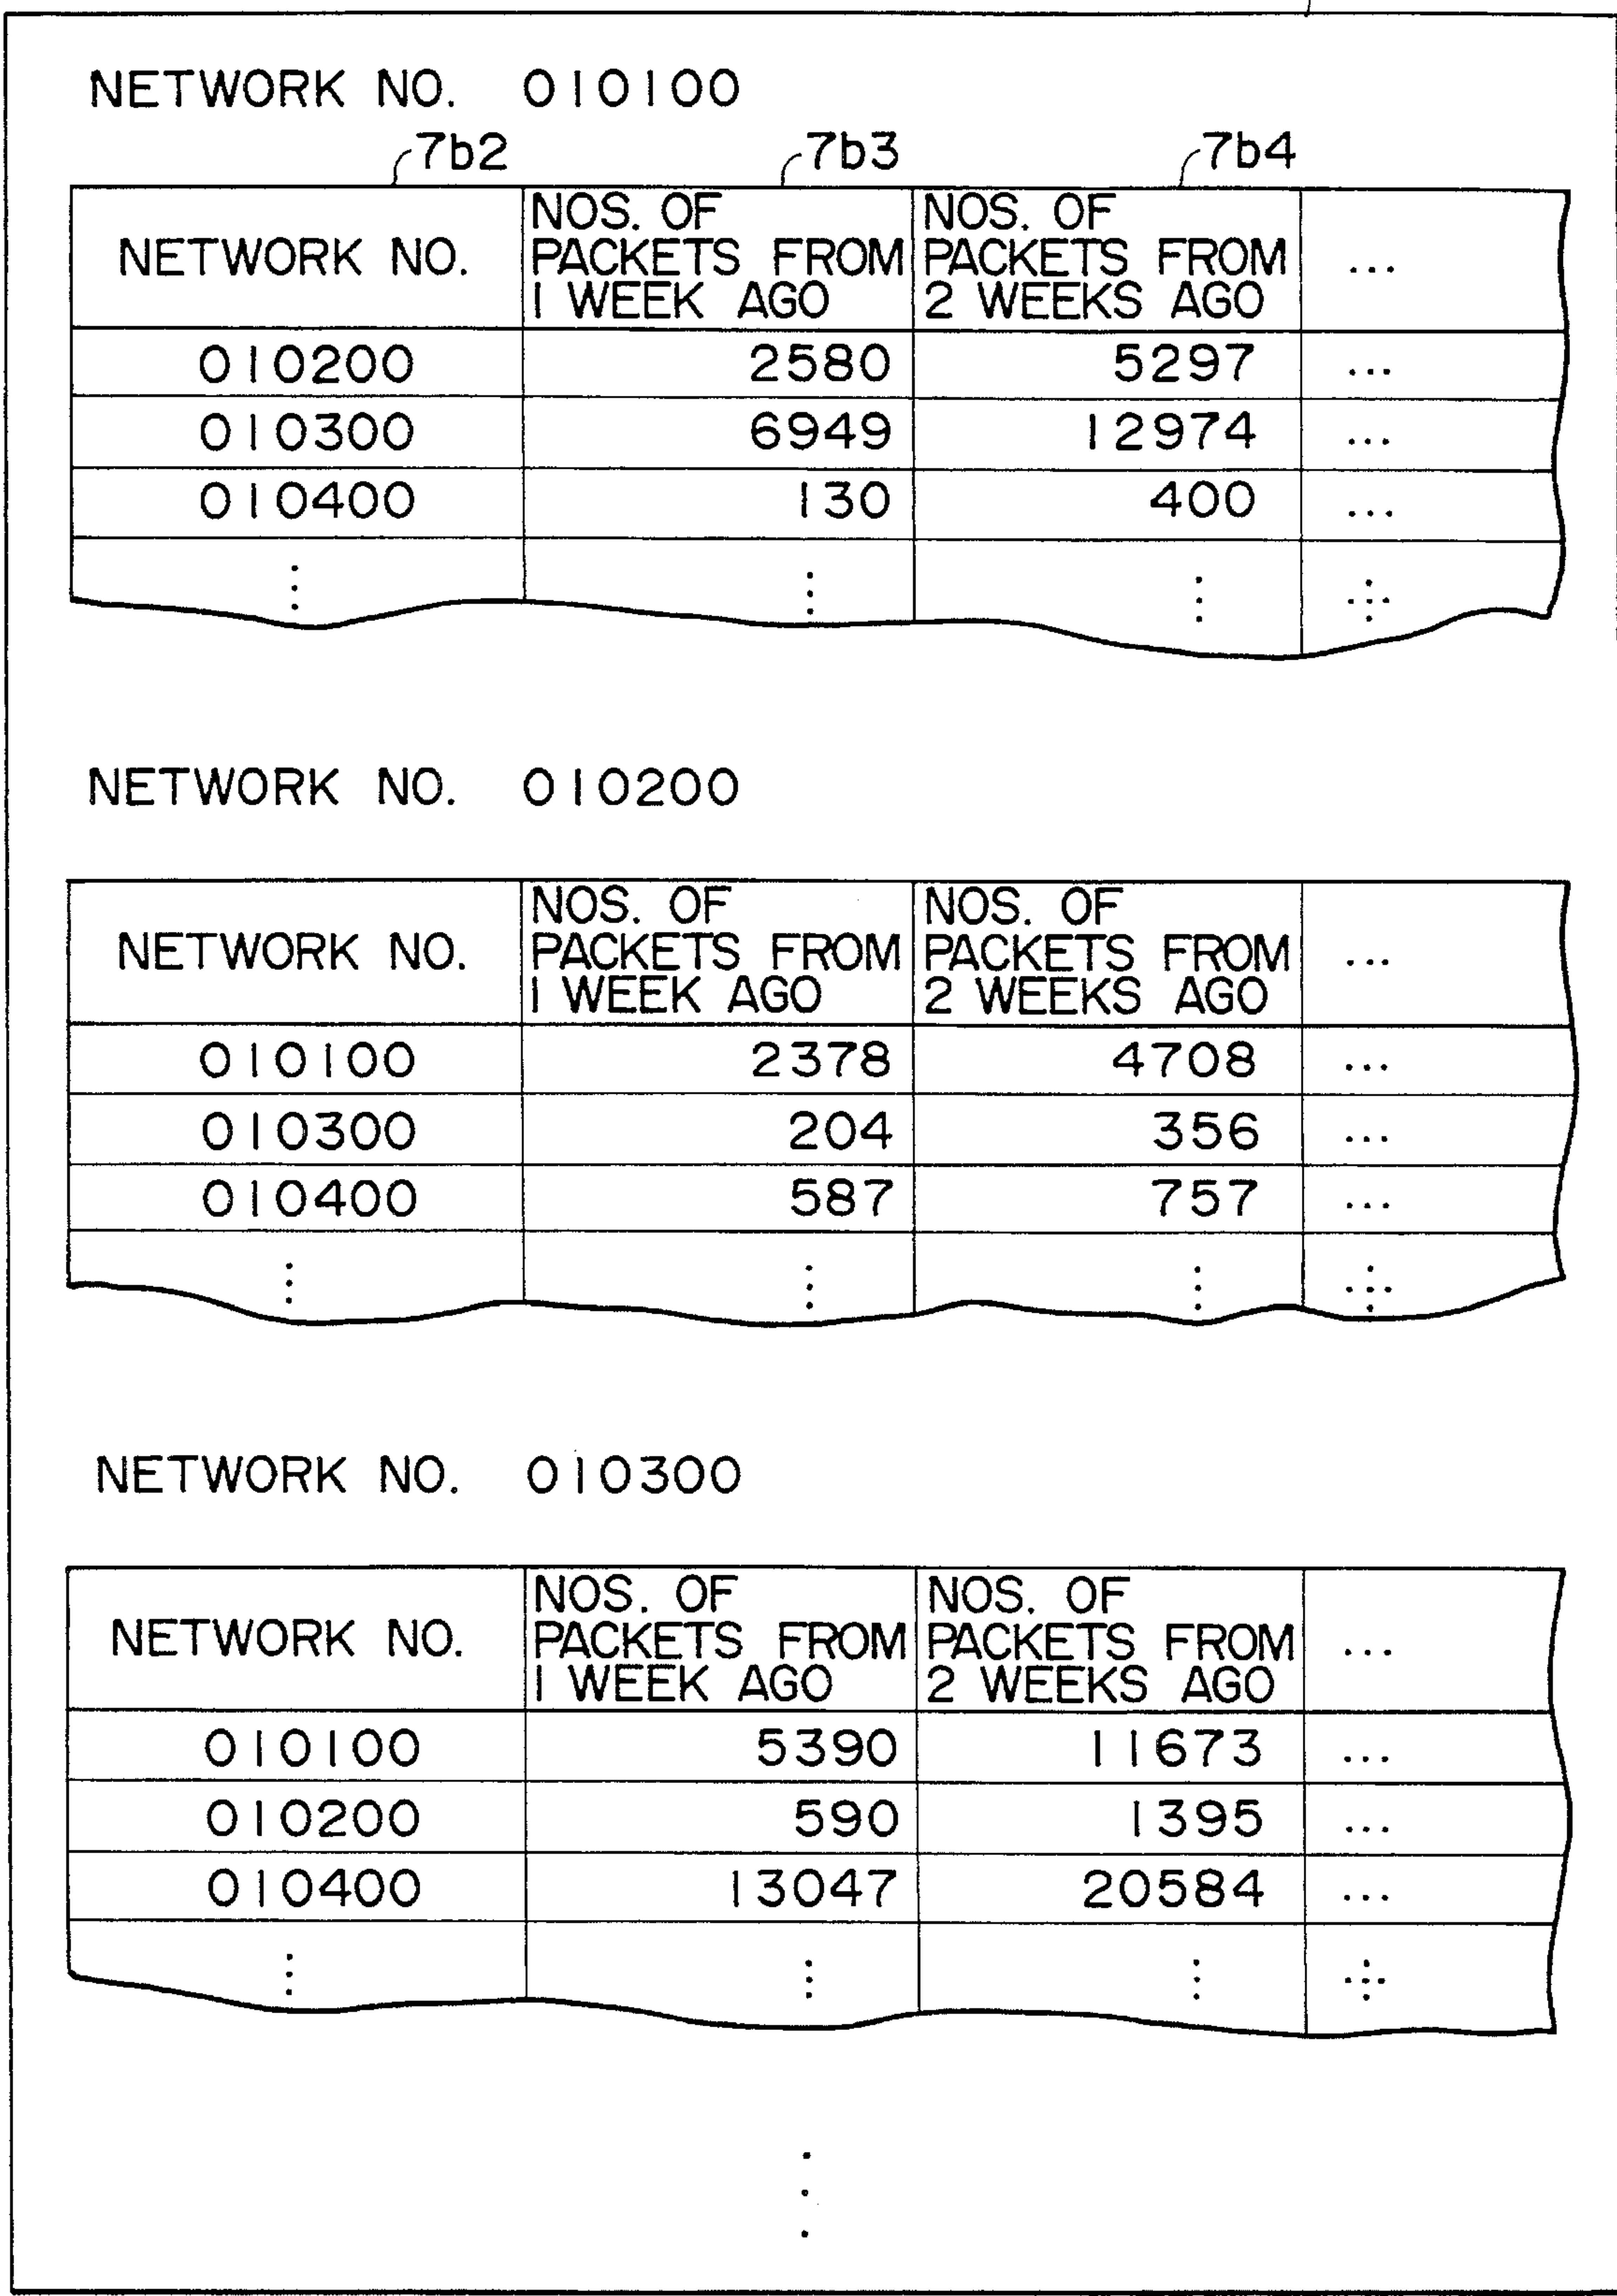 NETWORK NO. 010100
7b2 7b3 7b4
NETWORK NO. NOS. OF PACKETS FROM 1 WEEK AGO NOS. OF PACKETS FROM 2 WEEKS AGO ...
010200 2580 5297 ...
010300 6949 12974 ...
010400 130 400 ...
NETWORK NO. 010200
NETWORK NO. NOS. OF PACKETS FROM 1 WEEK AGO NOS. OF PACKETS FROM 2 WEEKS AGO ...
010100 2378 4708 ...
010300 204 356 ...
010400 587 757 ...
NETWORK NO. 010300
NETWORK NO. NOS. OF PACKETS FROM 1 WEEK AGO NOS. OF PACKETS FROM 2 WEEKS AGO ...
010100 5390 11673 ...
010200 590 1395 ...
010400 13047 20584 ...